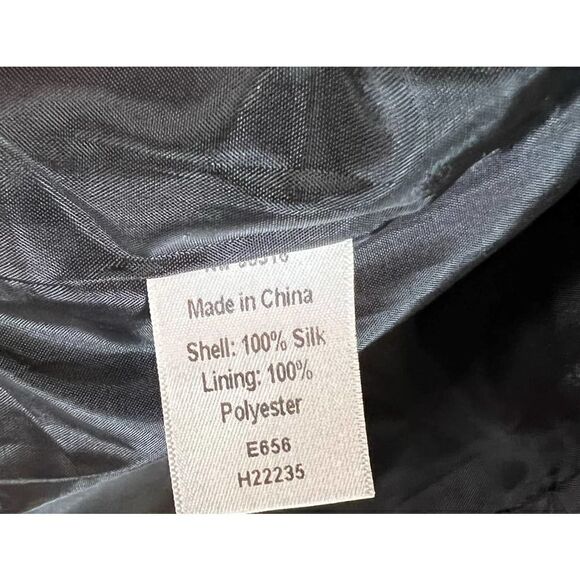 Made in China
Shell: 100% Silk
Lining: 100%
Polyester
E656
H22235